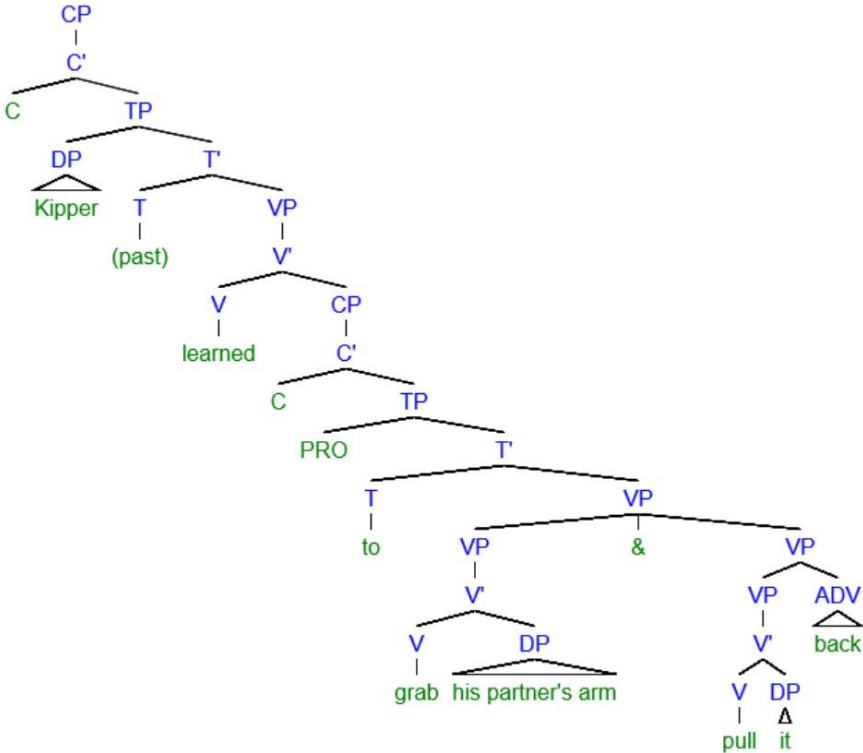 CP
C'
C TP
DP T'
Kipper T VP
(past) V'
V CP
learned C'
C TP
PRO T'
T VP
to VP & VP
V' VP ADV
V DP V' back
grab his partner's arm V DP
pull it